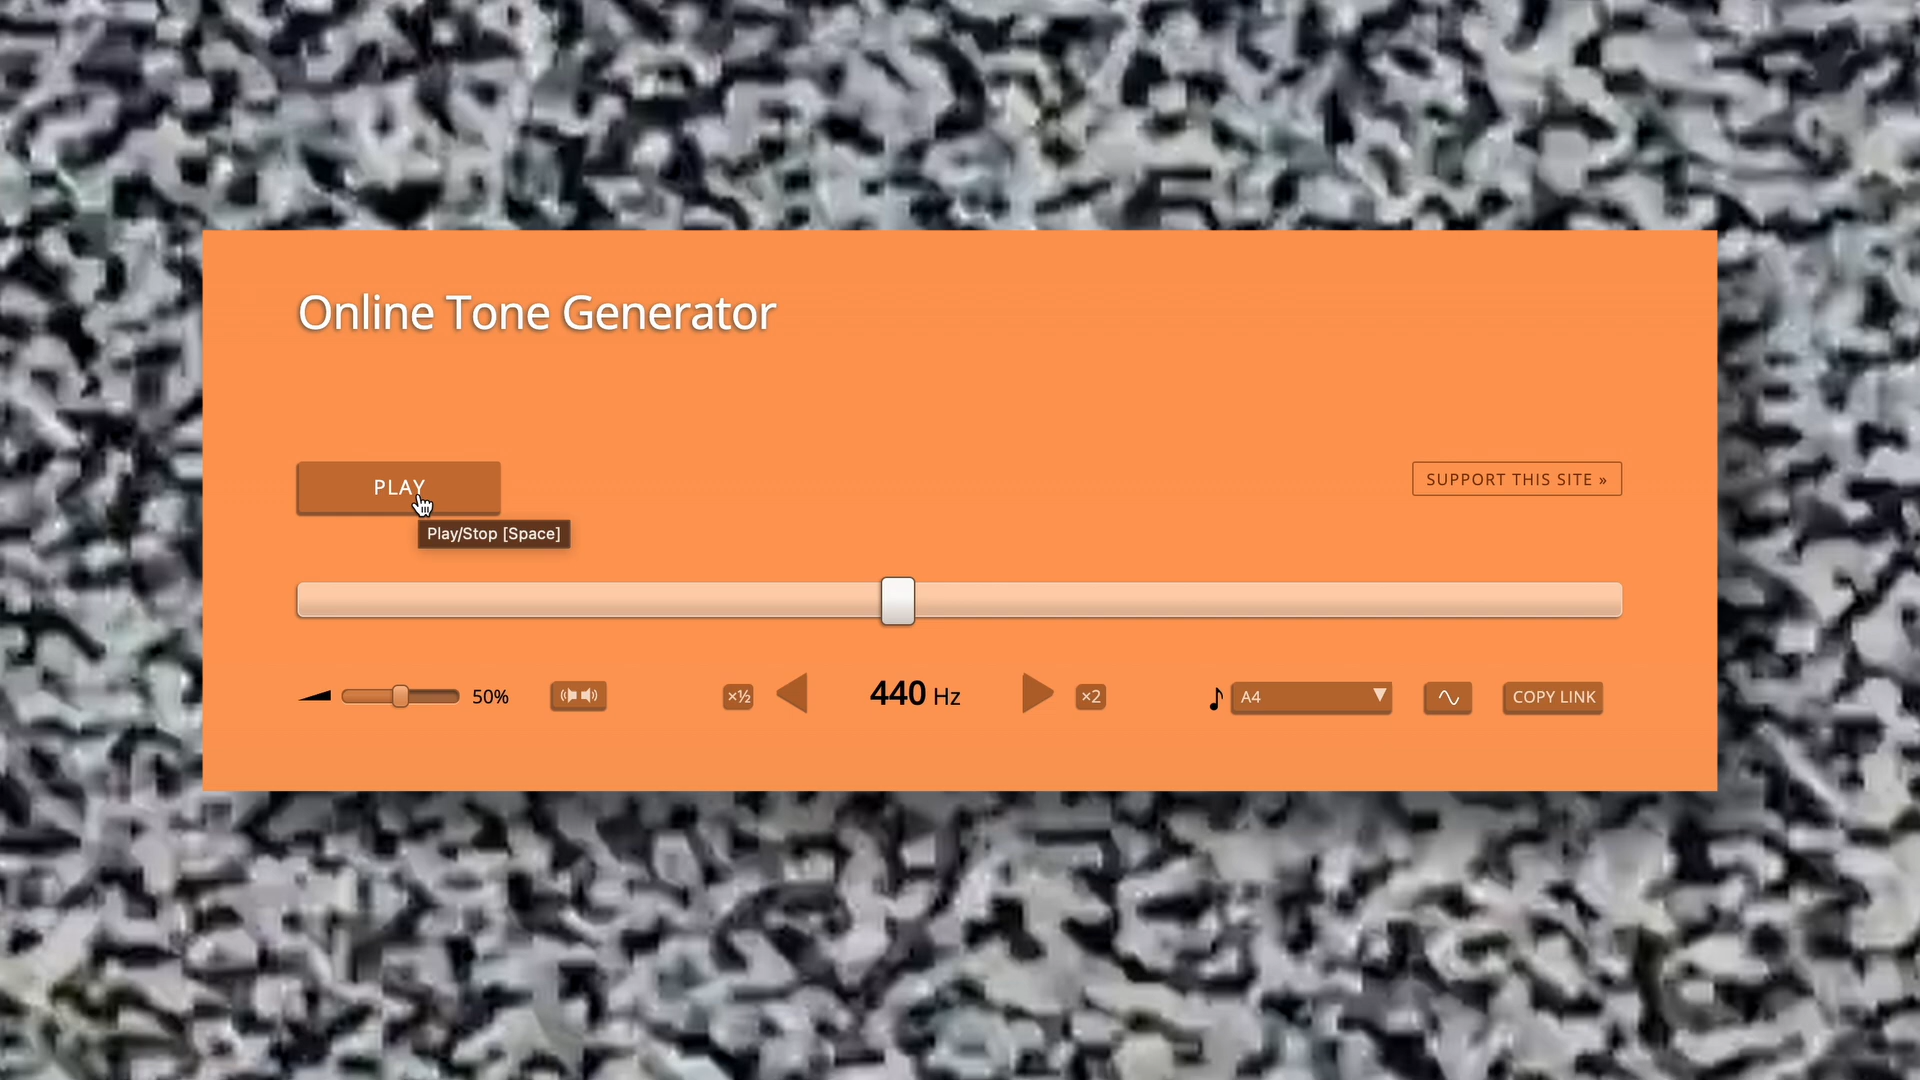 Online Tone Generator
PLAY
SUPPORT THIS SITE »
Play/Stop [Space]
50%
×½
440 Hz
×2
A4
COPY LINK